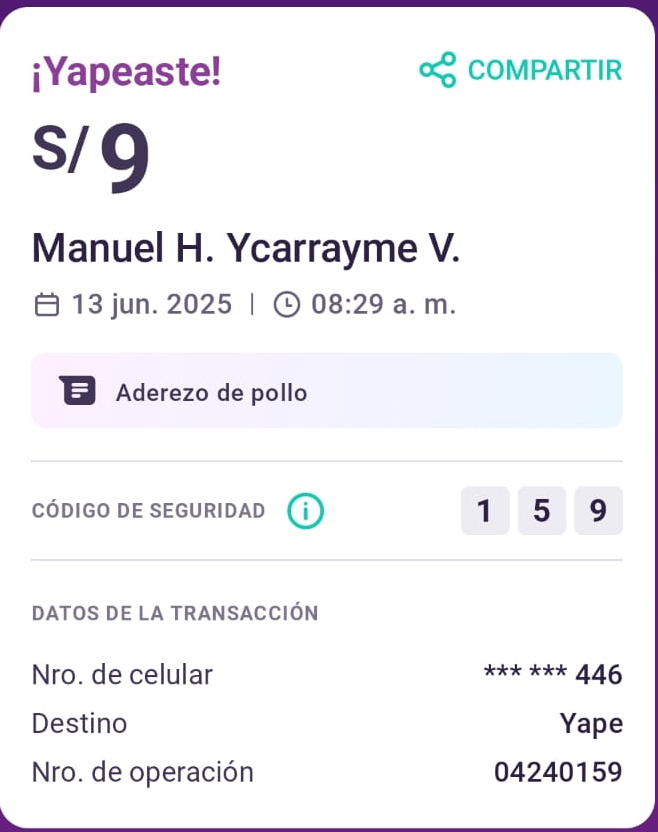 ¡Yapeaste!
COMPARTIR
S/ 9
Manuel H. Ycarrayme V.
13 jun. 2025 | 08:29 a. m.
Aderezo de pollo
CÓDIGO DE SEGURIDAD 1 5 9
DATOS DE LA TRANSACCIÓN
Nro. de celular *** *** 446
Destino Yape
Nro. de operación 04240159